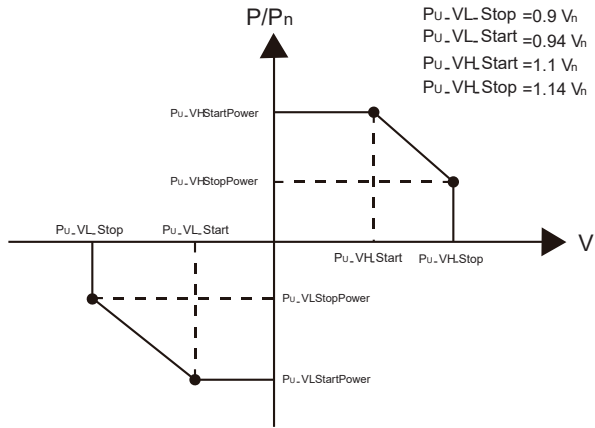 P/Pn
PU_VL_Stop =0.9 Vn
PU_VL_Start =0.94 Vn
PU_VH_Start =1.1 Vn
PU_VH_Stop =1.14 Vn
PU_VHStartPower
PU_VHStopPower
PU_VL_Stop
PU_VL_Start
V
PU_VH_Start
PU_VH_Stop
PU_VLStopPower
PU_VLStartPower